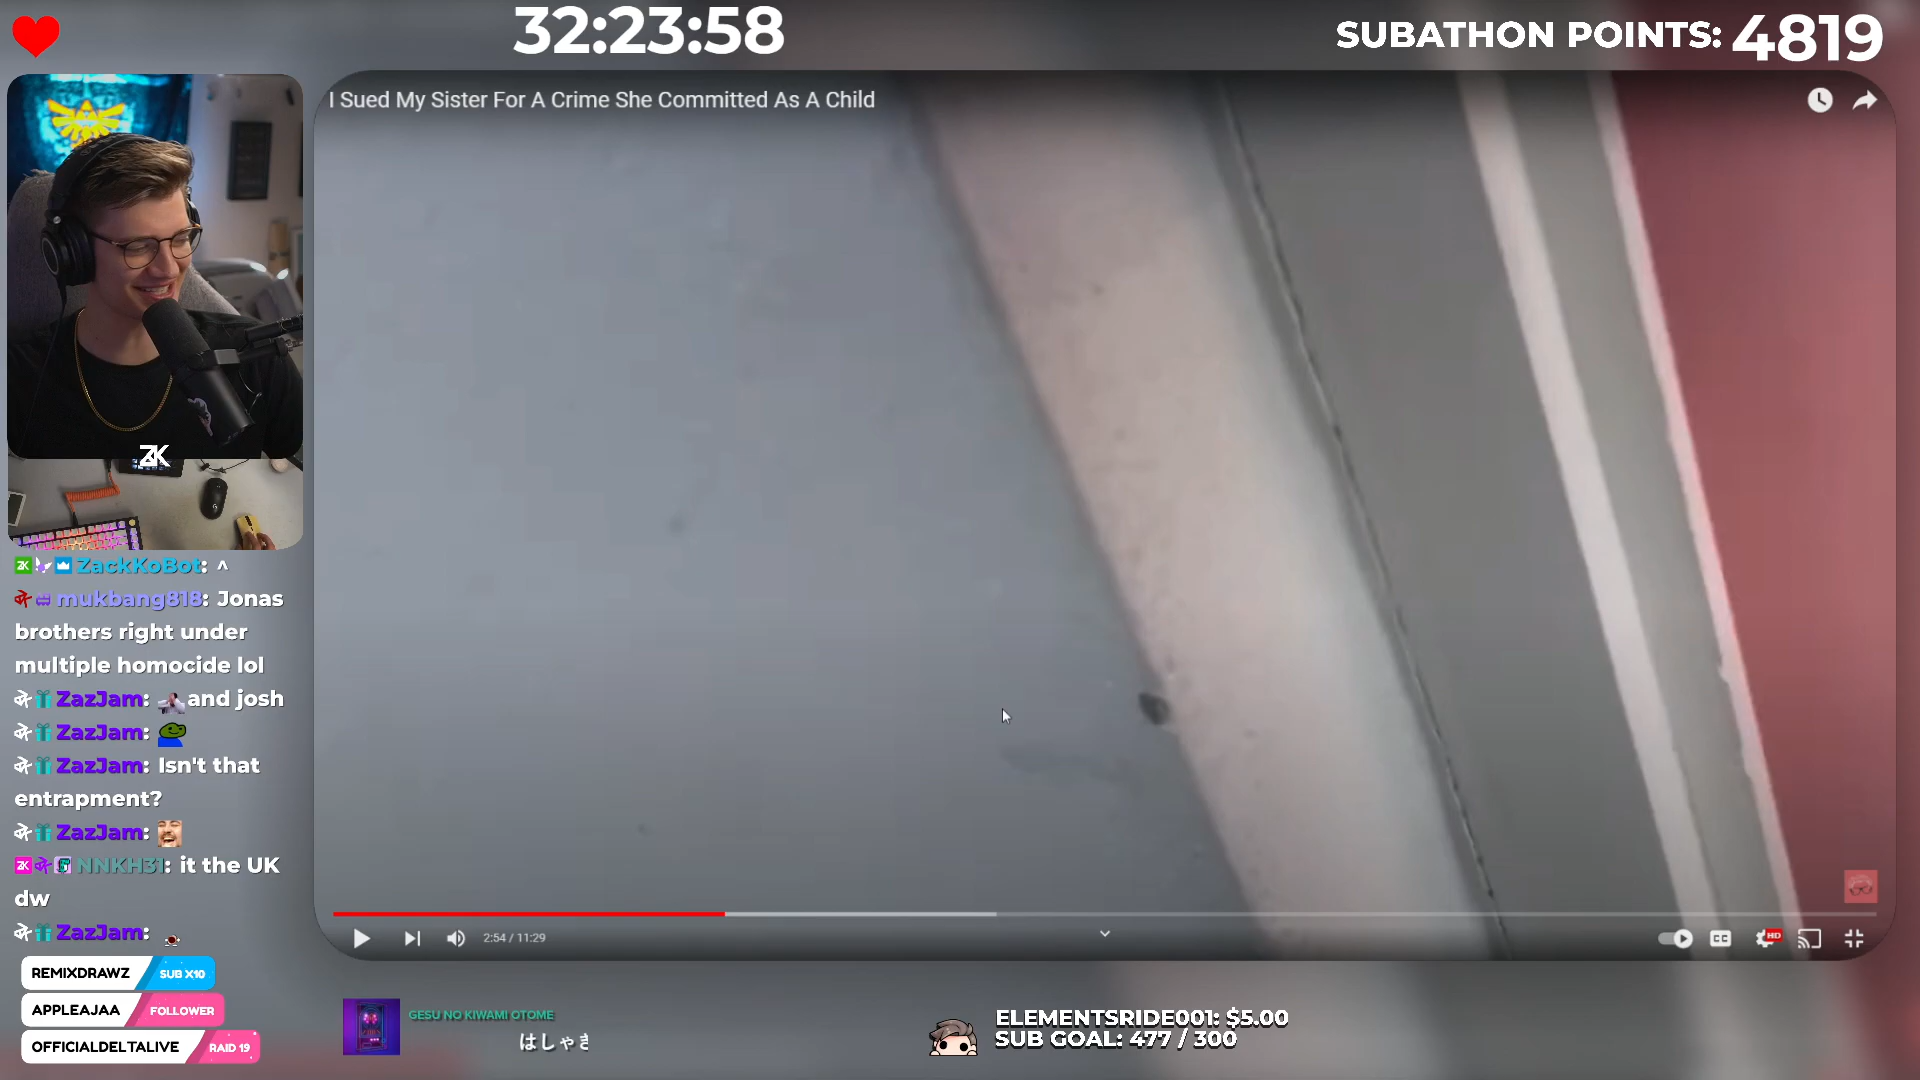 32:23:58
SUBATHON POINTS: 4819
I Sued My Sister For A Crime She Committed As A Child
ZK
ZackKoBot: ^
mukbang818: Jonas
brothers right under
multiple homocide lol
ZazJam: and josh
ZazJam:
ZazJam: Isn't that
entrapment?
ZazJam:
NNKH31: it the UK
dw
ZazJam:
2:54 / 11:29
CC
HD
REMIXDRAWZ SUB X10
APPLEAJAA FOLLOWER
OFFICIALDELTALIVE RAID 19
GESU NO KIWAMI OTOME
はしゃぎ
ELEMENTSRIDE001: $5.00
SUB GOAL: 477 / 300